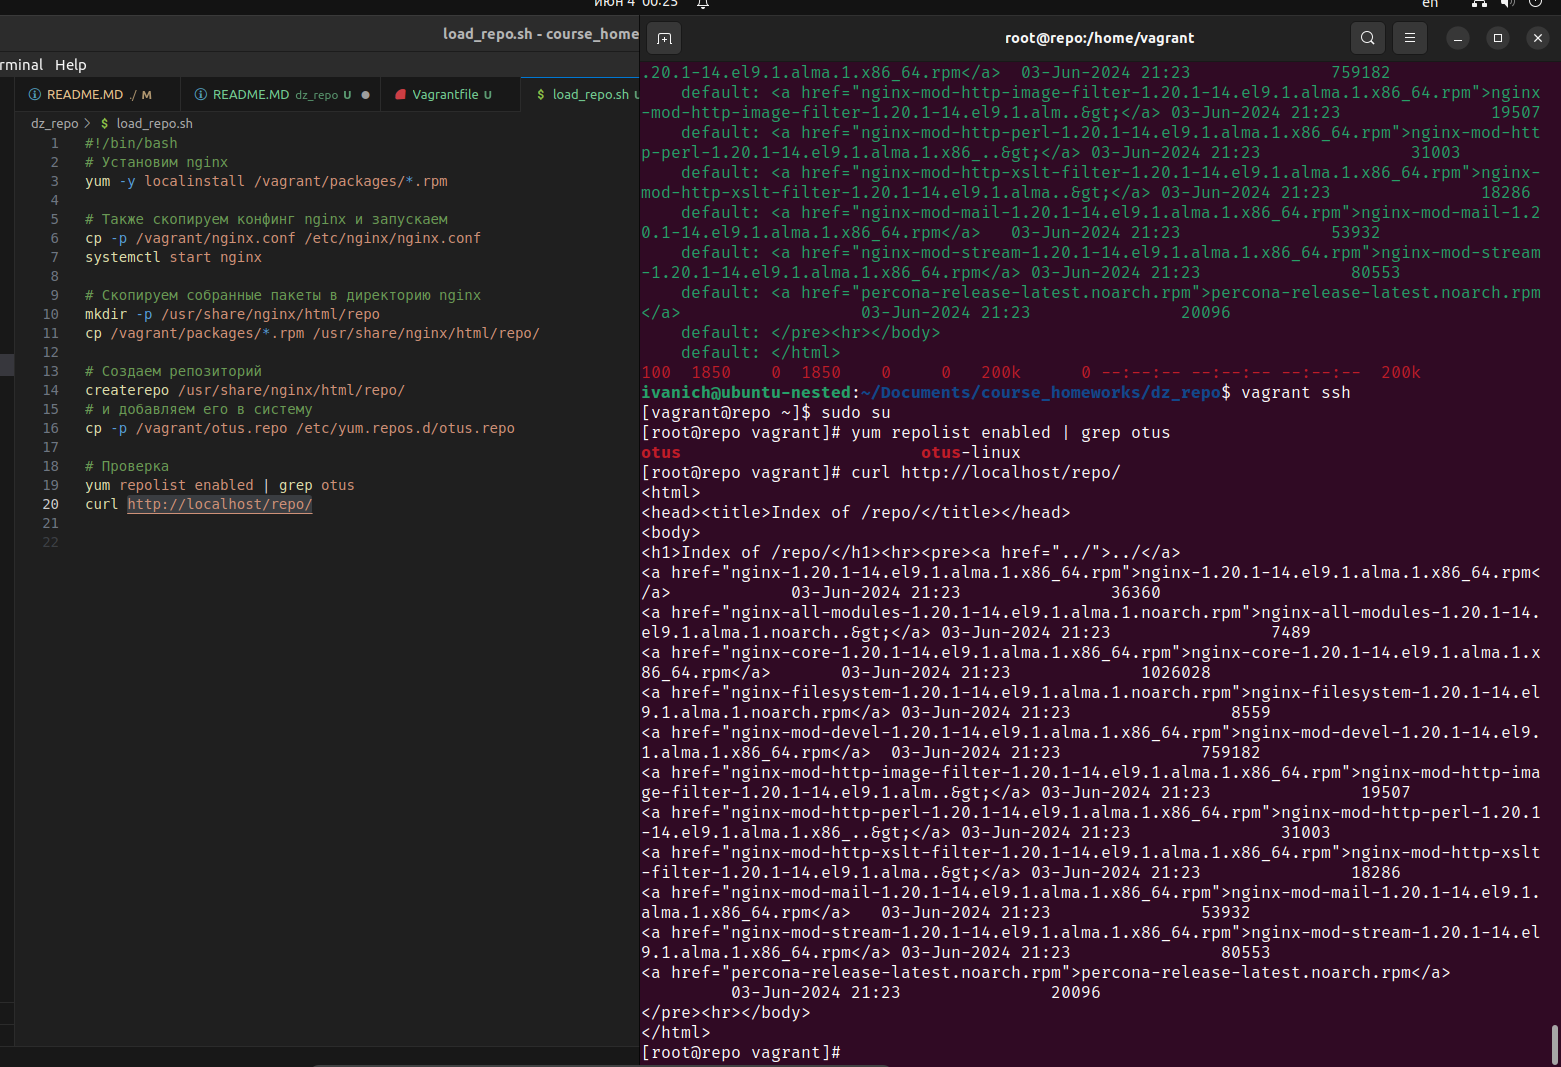 июн 4  00:25
en
load_repo.sh - course_home
rminal  Help
README.MD ./ M
README.MD dz_repo U
Vagrantfile U
$ load_repo.sh U
dz_repo > $ load_repo.sh
1 #!/bin/bash
2 # Установим nginx
3 yum -y localinstall /vagrant/packages/*.rpm
4
5 # Также скопируем конфинг nginx и запускаем
6 cp -p /vagrant/nginx.conf /etc/nginx/nginx.conf
7 systemctl start nginx
8
9 # Скопируем собранные пакеты в директорию nginx
10 mkdir -p /usr/share/nginx/html/repo
11 cp /vagrant/packages/*.rpm /usr/share/nginx/html/repo/
12
13 # Создаем репозиторий
14 createrepo /usr/share/nginx/html/repo/
15 # и добавляем его в систему
16 cp -p /vagrant/otus.repo /etc/yum.repos.d/otus.repo
17
18 # Проверка
19 yum repolist enabled | grep otus
20 curl http://localhost/repo/
21
22
root@repo:/home/vagrant
.20.1-14.el9.1.alma.1.x86_64.rpm</a>  03-Jun-2024 21:23              759182
    default: <a href="nginx-mod-http-image-filter-1.20.1-14.el9.1.alma.1.x86_64.rpm">nginx
-mod-http-image-filter-1.20.1-14.el9.1.alm..&gt;</a> 03-Jun-2024 21:23               19507
    default: <a href="nginx-mod-http-perl-1.20.1-14.el9.1.alma.1.x86_64.rpm">nginx-mod-htt
p-perl-1.20.1-14.el9.1.alma.1.x86_..&gt;</a> 03-Jun-2024 21:23               31003
    default: <a href="nginx-mod-http-xslt-filter-1.20.1-14.el9.1.alma.1.x86_64.rpm">nginx-
mod-http-xslt-filter-1.20.1-14.el9.1.alma..&gt;</a> 03-Jun-2024 21:23               18286
    default: <a href="nginx-mod-mail-1.20.1-14.el9.1.alma.1.x86_64.rpm">nginx-mod-mail-1.2
0.1-14.el9.1.alma.1.x86_64.rpm</a>   03-Jun-2024 21:23               53932
    default: <a href="nginx-mod-stream-1.20.1-14.el9.1.alma.1.x86_64.rpm">nginx-mod-stream
-1.20.1-14.el9.1.alma.1.x86_64.rpm</a> 03-Jun-2024 21:23               80553
    default: <a href="percona-release-latest.noarch.rpm">percona-release-latest.noarch.rpm
</a>                  03-Jun-2024 21:23               20096
    default: </pre><hr></body>
    default: </html>
100  1850    0  1850    0     0   200k      0 --:--:-- --:--:-- --:--:--  200k
ivanich@ubuntu-nested:~/Documents/course_homeworks/dz_repo$ vagrant ssh
[vagrant@repo ~]$ sudo su
[root@repo vagrant]# yum repolist enabled | grep otus
otus                        otus-linux
[root@repo vagrant]# curl http://localhost/repo/
<html>
<head><title>Index of /repo/</title></head>
<body>
<h1>Index of /repo/</h1><hr><pre><a href="../">../</a>
<a href="nginx-1.20.1-14.el9.1.alma.1.x86_64.rpm">nginx-1.20.1-14.el9.1.alma.1.x86_64.rpm<
/a>            03-Jun-2024 21:23               36360
<a href="nginx-all-modules-1.20.1-14.el9.1.alma.1.noarch.rpm">nginx-all-modules-1.20.1-14.
el9.1.alma.1.noarch..&gt;</a> 03-Jun-2024 21:23                7489
<a href="nginx-core-1.20.1-14.el9.1.alma.1.x86_64.rpm">nginx-core-1.20.1-14.el9.1.alma.1.x
86_64.rpm</a>       03-Jun-2024 21:23             1026028
<a href="nginx-filesystem-1.20.1-14.el9.1.alma.1.noarch.rpm">nginx-filesystem-1.20.1-14.el
9.1.alma.1.noarch.rpm</a> 03-Jun-2024 21:23                8559
<a href="nginx-mod-devel-1.20.1-14.el9.1.alma.1.x86_64.rpm">nginx-mod-devel-1.20.1-14.el9.
1.alma.1.x86_64.rpm</a>  03-Jun-2024 21:23              759182
<a href="nginx-mod-http-image-filter-1.20.1-14.el9.1.alma.1.x86_64.rpm">nginx-mod-http-ima
ge-filter-1.20.1-14.el9.1.alm..&gt;</a> 03-Jun-2024 21:23               19507
<a href="nginx-mod-http-perl-1.20.1-14.el9.1.alma.1.x86_64.rpm">nginx-mod-http-perl-1.20.1
-14.el9.1.alma.1.x86_..&gt;</a> 03-Jun-2024 21:23               31003
<a href="nginx-mod-http-xslt-filter-1.20.1-14.el9.1.alma.1.x86_64.rpm">nginx-mod-http-xslt
-filter-1.20.1-14.el9.1.alma..&gt;</a> 03-Jun-2024 21:23               18286
<a href="nginx-mod-mail-1.20.1-14.el9.1.alma.1.x86_64.rpm">nginx-mod-mail-1.20.1-14.el9.1.
alma.1.x86_64.rpm</a>   03-Jun-2024 21:23               53932
<a href="nginx-mod-stream-1.20.1-14.el9.1.alma.1.x86_64.rpm">nginx-mod-stream-1.20.1-14.el
9.1.alma.1.x86_64.rpm</a> 03-Jun-2024 21:23               80553
<a href="percona-release-latest.noarch.rpm">percona-release-latest.noarch.rpm</a>
         03-Jun-2024 21:23               20096
</pre><hr></body>
</html>
[root@repo vagrant]#